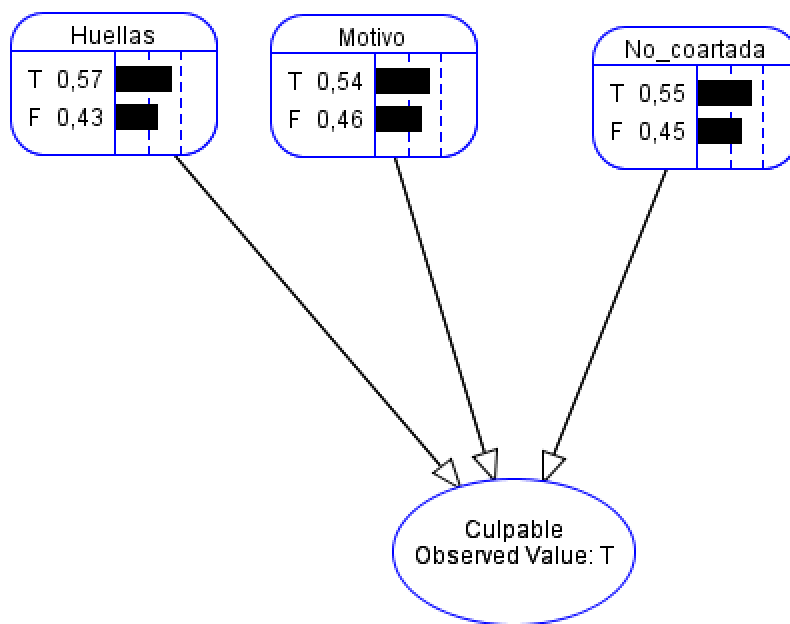 Huellas
T 0,57
F 0,43
Motivo
T 0,54
F 0,46
No_coartada
T 0,55
F 0,45
Culpable
Observed Value: T